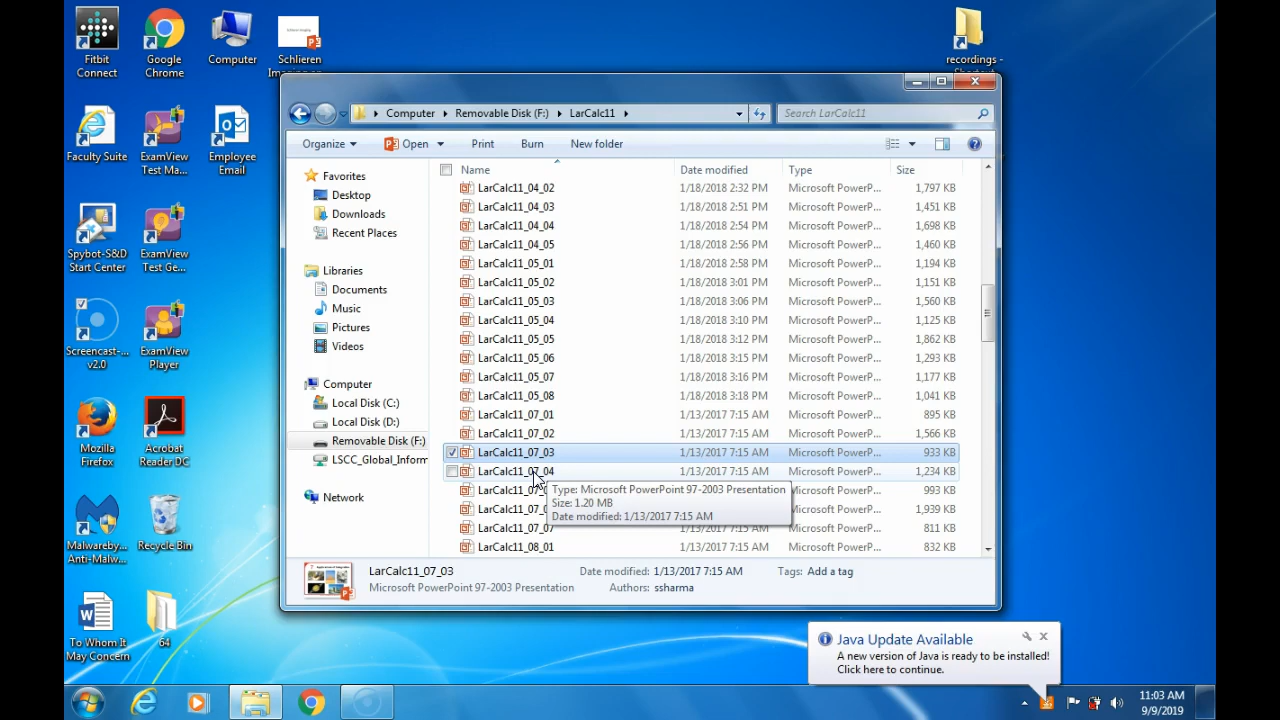 Fitbit Connect
Google Chrome
Computer
Schlieren
recordings - Shortcut
Faculty Suite
ExamView Test Ma...
Employee Email
Spybot-S&D Start Center
ExamView Test Ge...
Screencast-... v2.0
ExamView Player
Mozilla Firefox
Acrobat Reader DC
Malwareby... Anti-Malw...
Recycle Bin
To Whom It May Concern
64
Computer Removable Disk (F:) LarCalc11
Search LarCalc11
Organize Open Print Burn New folder
Favorites
Desktop
Downloads
Recent Places
Libraries
Documents
Music
Pictures
Videos
Computer
Local Disk (C:)
Local Disk (D:)
Removable Disk (F:)
LSCC_Global_Inform
Network
Name Date modified Type Size
LarCalc11_04_02 1/18/2018 2:32 PM Microsoft PowerP... 1,797 KB
LarCalc11_04_03 1/18/2018 2:51 PM Microsoft PowerP... 1,451 KB
LarCalc11_04_04 1/18/2018 2:54 PM Microsoft PowerP... 1,698 KB
LarCalc11_04_05 1/18/2018 2:56 PM Microsoft PowerP... 1,460 KB
LarCalc11_05_01 1/18/2018 2:58 PM Microsoft PowerP... 1,194 KB
LarCalc11_05_02 1/18/2018 3:01 PM Microsoft PowerP... 1,151 KB
LarCalc11_05_03 1/18/2018 3:06 PM Microsoft PowerP... 1,560 KB
LarCalc11_05_04 1/18/2018 3:10 PM Microsoft PowerP... 1,125 KB
LarCalc11_05_05 1/18/2018 3:12 PM Microsoft PowerP... 1,862 KB
LarCalc11_05_06 1/18/2018 3:15 PM Microsoft PowerP... 1,293 KB
LarCalc11_05_07 1/18/2018 3:16 PM Microsoft PowerP... 1,177 KB
LarCalc11_05_08 1/18/2018 3:18 PM Microsoft PowerP... 1,041 KB
LarCalc11_07_01 1/13/2017 7:15 AM Microsoft PowerP... 895 KB
LarCalc11_07_02 1/13/2017 7:15 AM Microsoft PowerP... 1,566 KB
LarCalc11_07_03 1/13/2017 7:15 AM Microsoft PowerP... 933 KB
LarCalc11_07_04 1/13/2017 7:15 AM Microsoft PowerP... 1,234 KB
993 KB
1,939 KB
1/13/2017 7:15 AM Microsoft PowerP... 811 KB
LarCalc11_08_01 1/13/2017 7:15 AM Microsoft PowerP... 832 KB
Type: Microsoft PowerPoint 97-2003 Presentation
Size: 1.20 MB
Date modified: 1/13/2017 7:15 AM
LarCalc11_07_03 Date modified: 1/13/2017 7:15 AM Tags: Add a tag
Microsoft PowerPoint 97-2003 Presentation Authors: ssharma
Java Update Available
A new version of Java is ready to be installed!
Click here to continue.
11:03 AM
9/9/2019